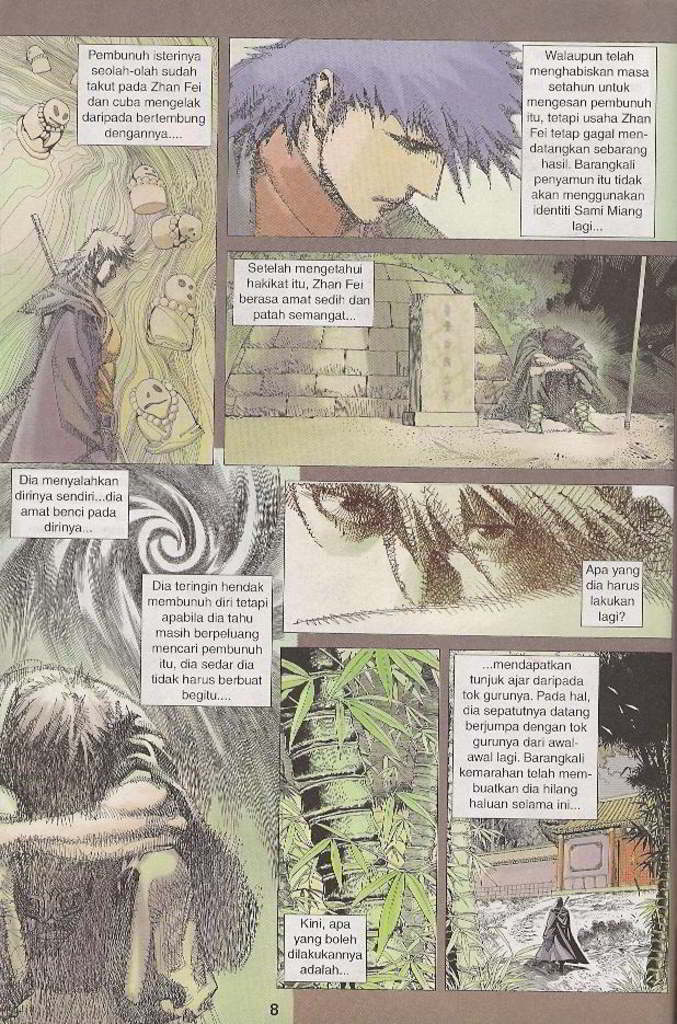 Pembunuh isterinya
seolah-olah sudah
takut pada Zhan Fei
dan cuba mengelak
daripada bertembung
dengannya....
Walaupun telah
menghabiskan masa
setahun untuk
mengesan pembunuh
itu, tetapi usaha Zhan
Fei tetap gagal men-
datangkan sebarang
hasil. Barangkali
penyamun itu tidak
akan menggunakan
identiti Sami Miang
lagi...
Setelah mengetahui
hakikat itu, Zhan Fei
berasa amat sedih dan
patah semangat...
Dia menyalahkan
dirinya sendiri...dia
amat benci pada
dirinya...
Dia teringin hendak
membunuh diri tetapi
apabila dia tahu
masih berpeluang
mencari pembunuh
itu, dia sedar dia
tidak harus berbuat
begitu....
Apa yang
dia harus
lakukan
lagi?
Kini, apa
yang boleh
dilakukannya
adalah...
...mendapatkan
tunjuk ajar daripada
tok gurunya. Pada hal,
dia sepatutnya datang
berjumpa dengan tok
gurunya dari awal-
awal lagi. Barangkali
kemarahan telah mem-
buatkan dia hilang
haluan selama ini...
8